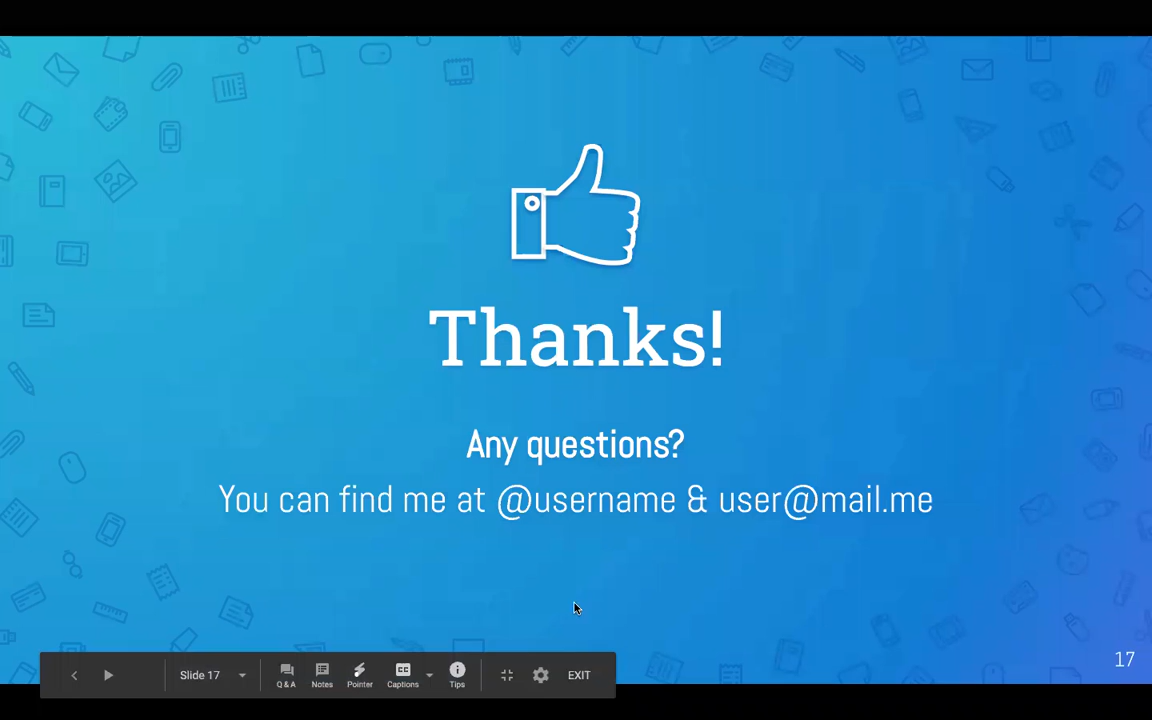 Thanks!
Any questions?
You can find me at @username & user@mail.me
17
Slide 17
Q & A
Notes
Pointer
CC
Captions
Tips
EXIT